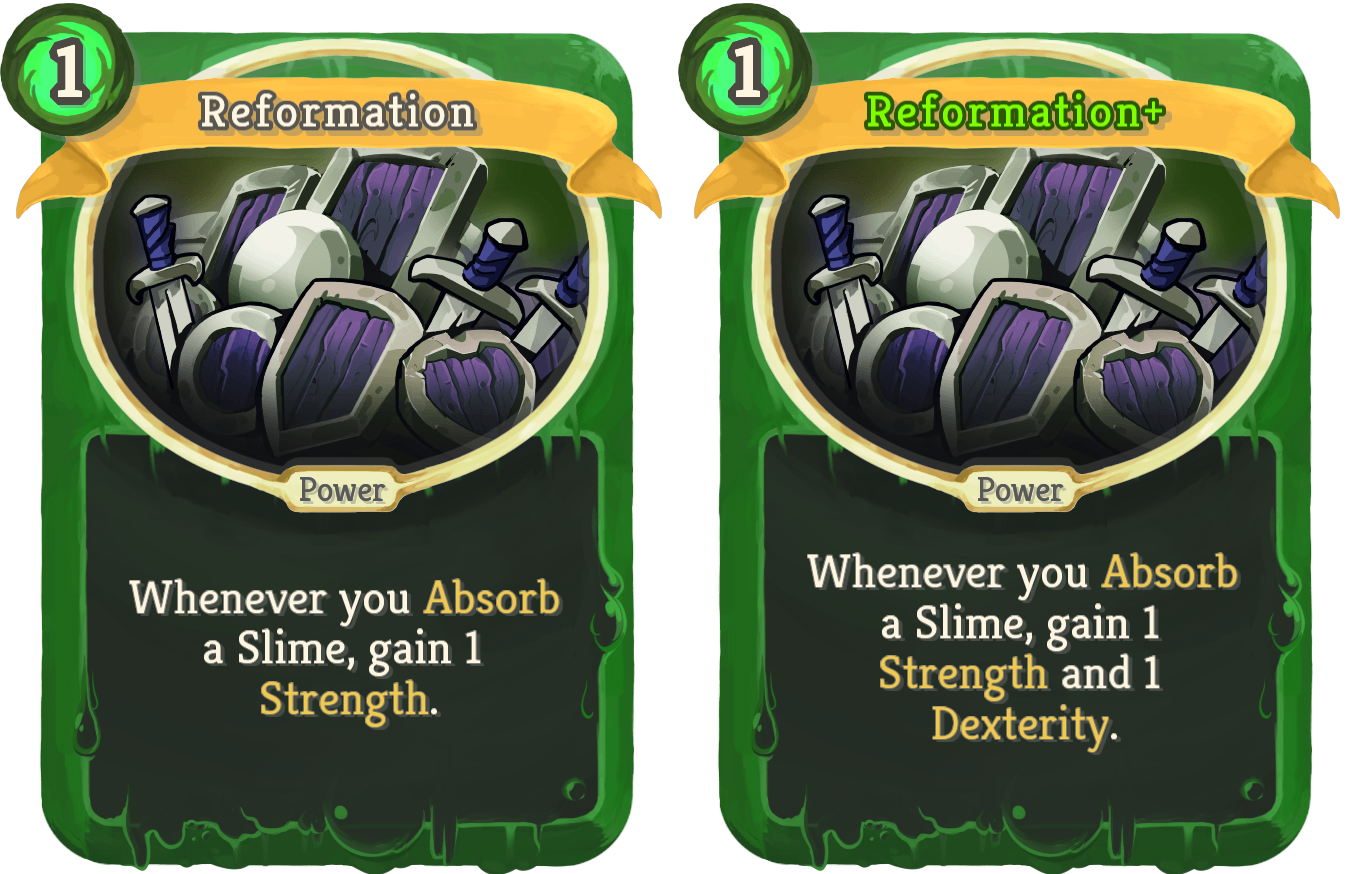 1
Reformation
Power
Whenever you Absorb
a Slime, gain 1
Strength.
1
Reformation+
Power
Whenever you Absorb
a Slime, gain 1
Strength and 1
Dexterity.